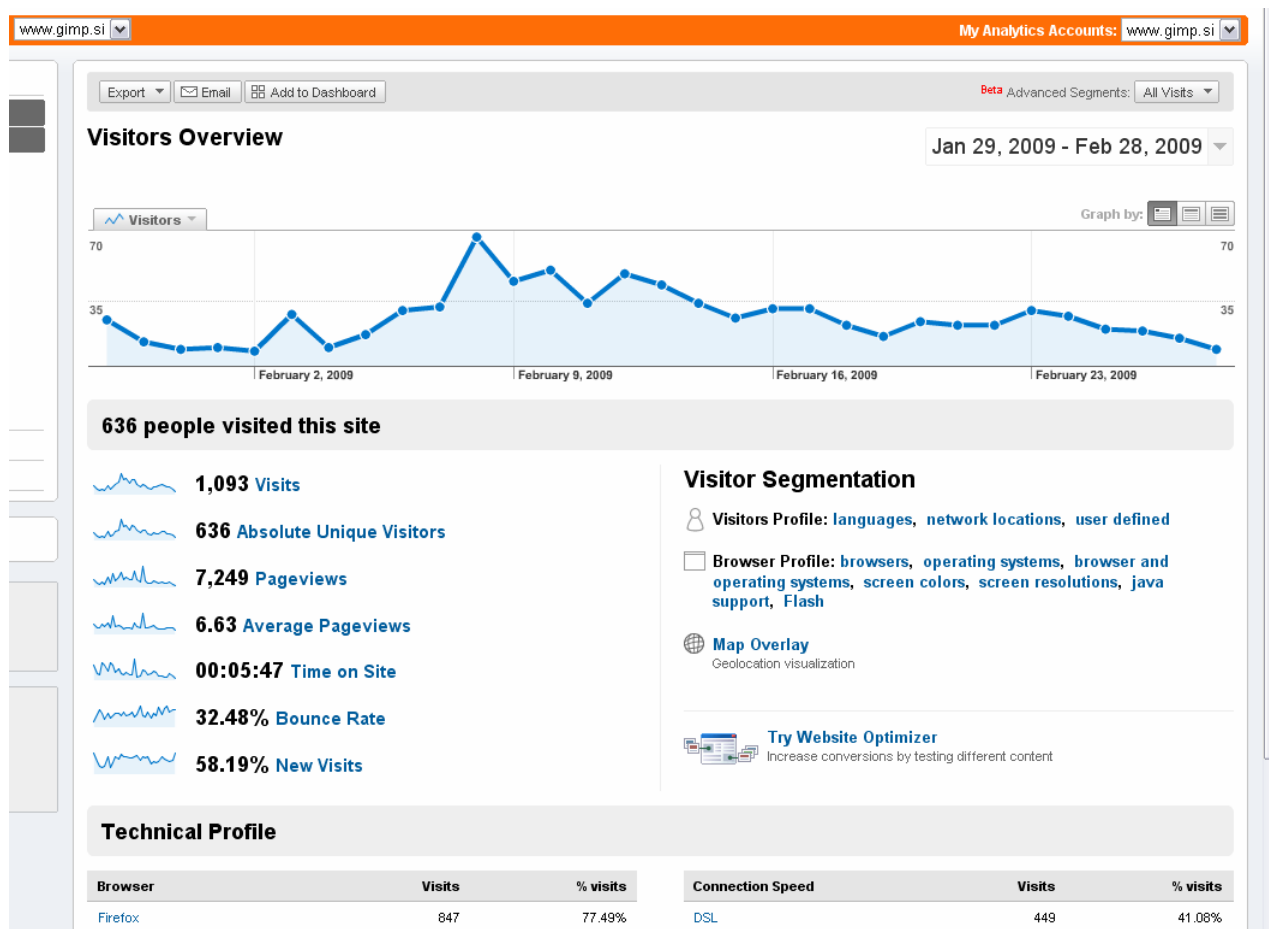 www.gimp.si
My Analytics Accounts: www.gimp.si
Export Email Add to Dashboard
Beta Advanced Segments: All Visits
Visitors Overview
Jan 29, 2009 - Feb 28, 2009
Visitors
Graph by:
70 70
35 35
February 2, 2009 February 9, 2009 February 16, 2009 February 23, 2009
636 people visited this site
1,093 Visits
636 Absolute Unique Visitors
7,249 Pageviews
6.63 Average Pageviews
00:05:47 Time on Site
32.48% Bounce Rate
58.19% New Visits
Visitor Segmentation
Visitors Profile: languages, network locations, user defined
Browser Profile: browsers, operating systems, browser and
operating systems, screen colors, screen resolutions, java
support, Flash
Map Overlay
Geolocation visualization
Try Website Optimizer
Increase conversions by testing different content
Technical Profile
Browser Visits % visits
Firefox 847 77.49%
Connection Speed Visits % visits
DSL 449 41.08%